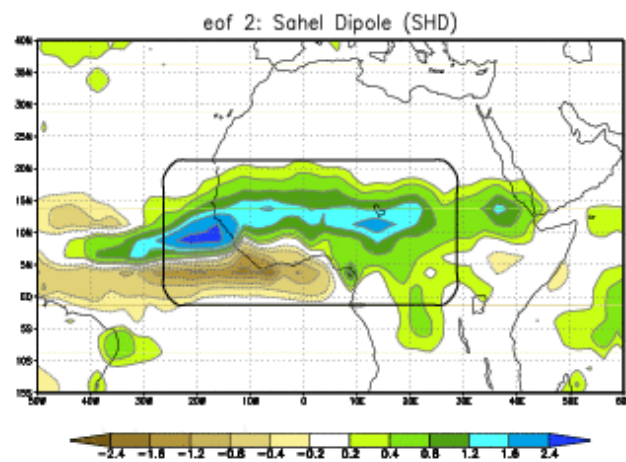 eof 2: Sahel Dipole (SHD)
40N
35N
30N
25N
20N
15N
10N
5N
EQ
5S
10S
15S
50W 40W 30W 20W 10W 0 10E 20E 30E 40E 50E 60E
-2.4 -1.6 -1.2 -0.8 -0.4 -0.2 0.2 0.4 0.8 1.2 1.6 2.4